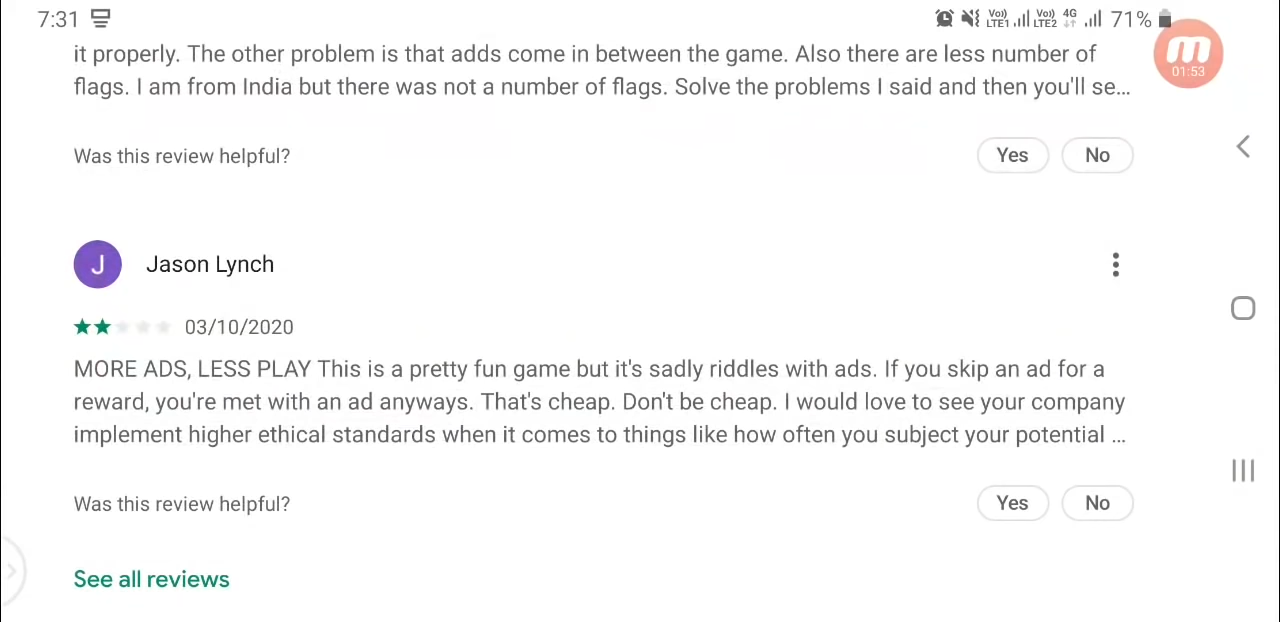 7:31
Vo) LTE1 Vo) LTE2 4G 71%
01:53
it properly. The other problem is that adds come in between the game. Also there are less number of
flags. I am from India but there was not a number of flags. Solve the problems I said and then you'll se...
Was this review helpful? Yes No
J Jason Lynch
03/10/2020
MORE ADS, LESS PLAY This is a pretty fun game but it's sadly riddles with ads. If you skip an ad for a
reward, you're met with an ad anyways. That's cheap. Don't be cheap. I would love to see your company
implement higher ethical standards when it comes to things like how often you subject your potential ...
Was this review helpful? Yes No
See all reviews